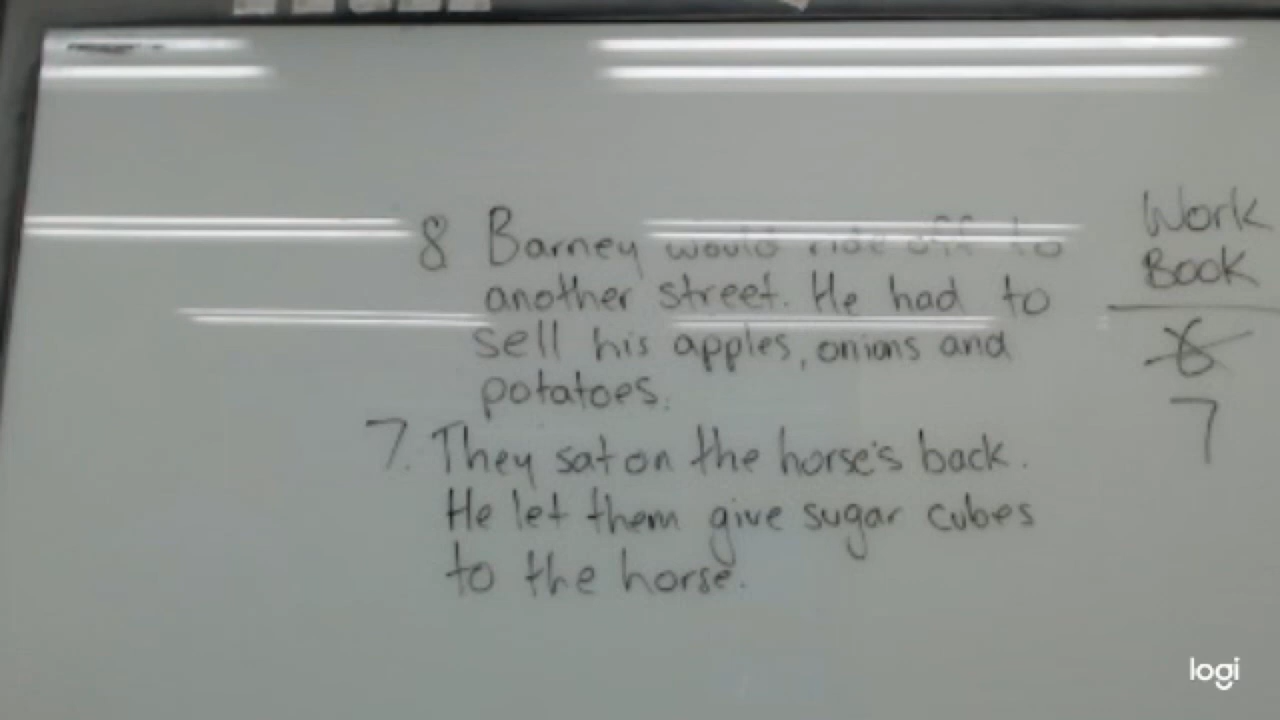 8 Barney would ride off to
another street. He had to
sell his apples, onions and
potatoes.
7. They sat on the horse's back.
He let them give sugar cubes
to the horse.
Work
Book
6
7
logi